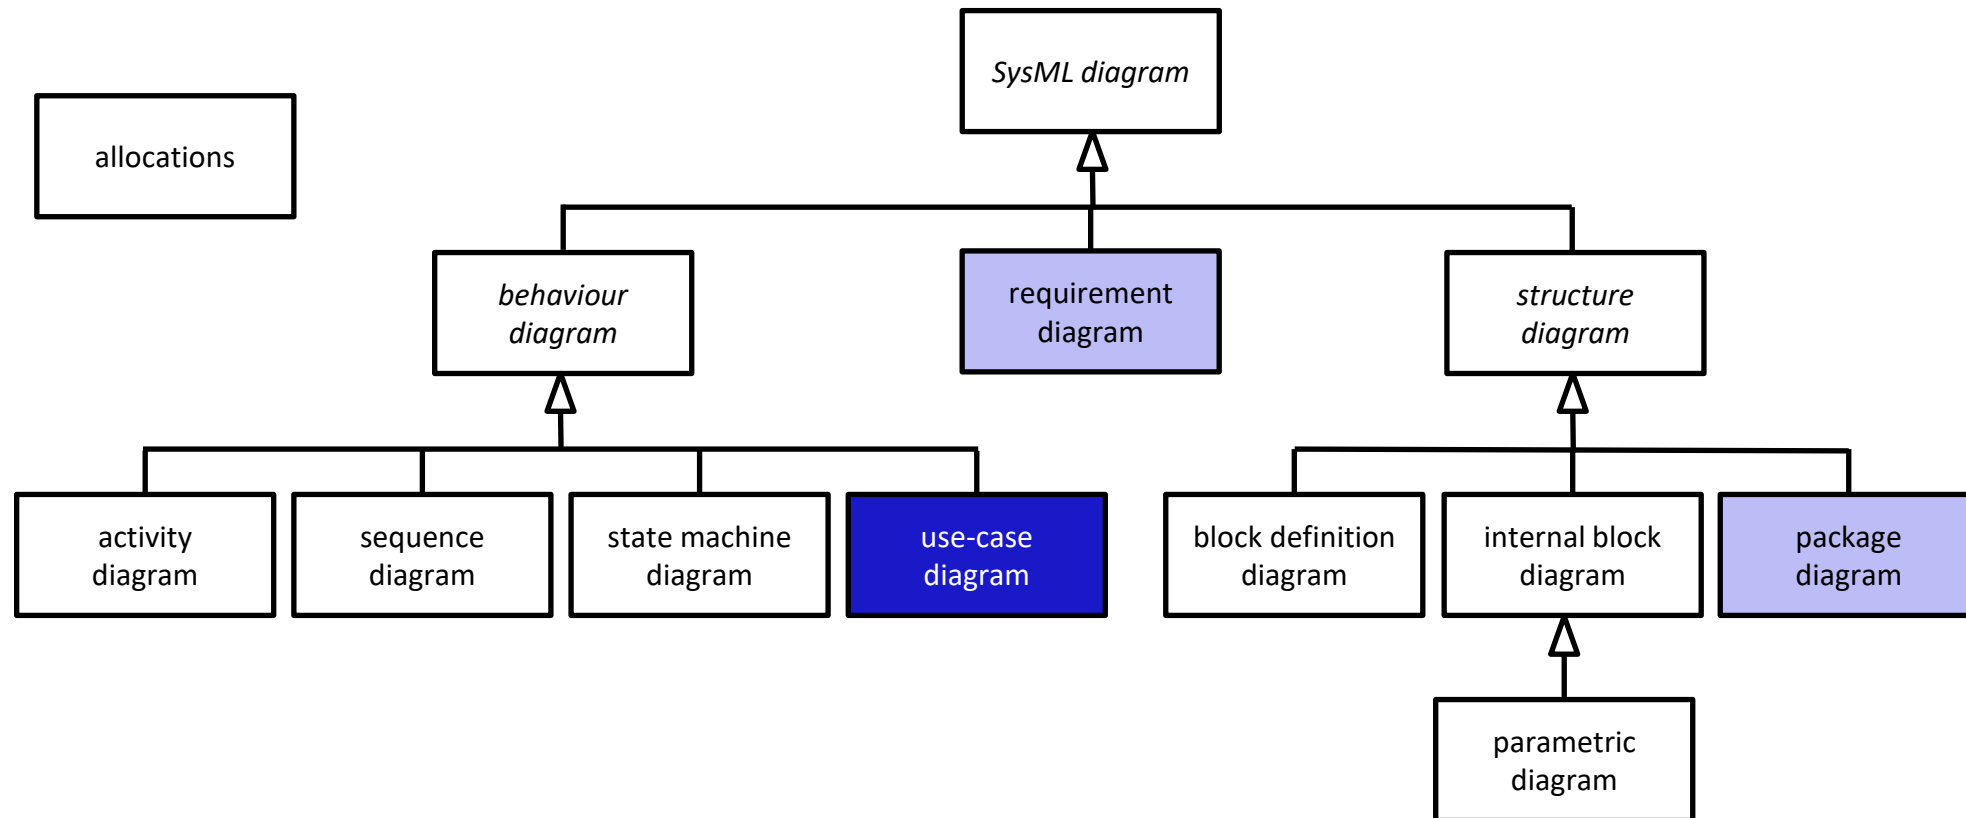 SysML diagram
allocations
behaviour
diagram
requirement
diagram
structure
diagram
activity
diagram
sequence
diagram
state machine
diagram
use-case
diagram
block definition
diagram
internal block
diagram
package
diagram
parametric
diagram